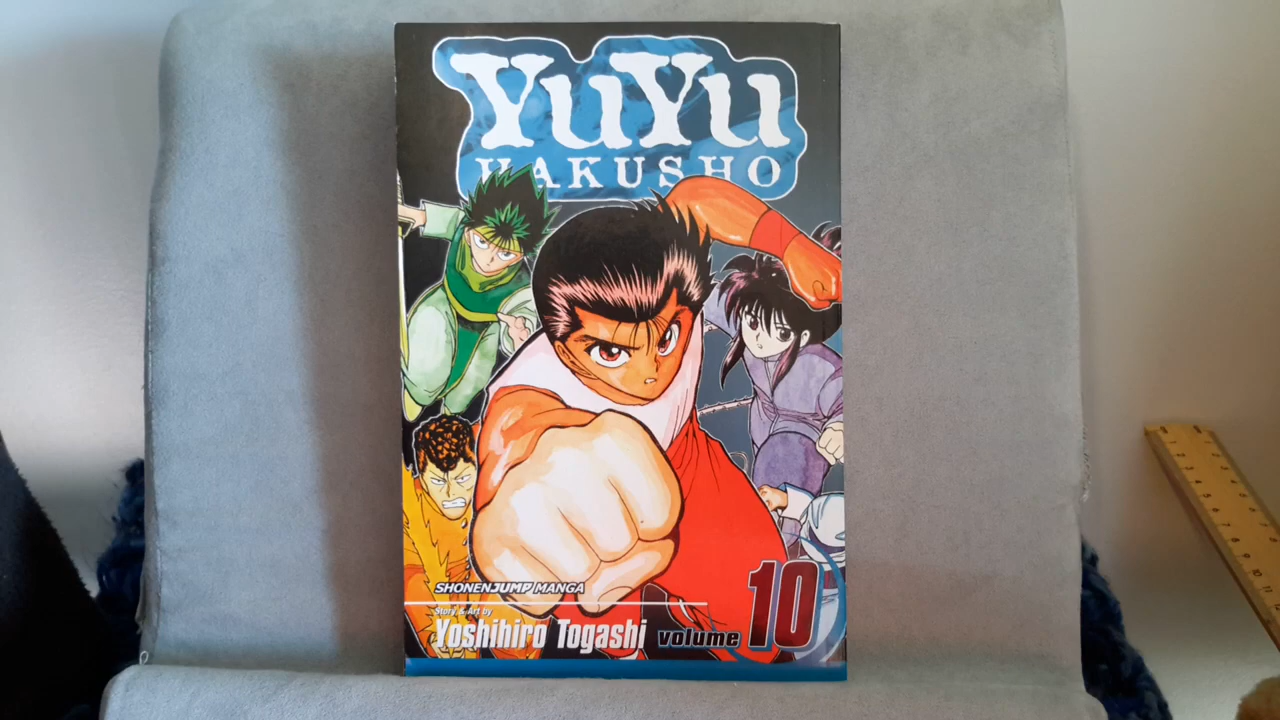 YuYu
HAKUSHO
SHONEN JUMP MANGA
Story & Art by
Yoshihiro Togashi
volume 10